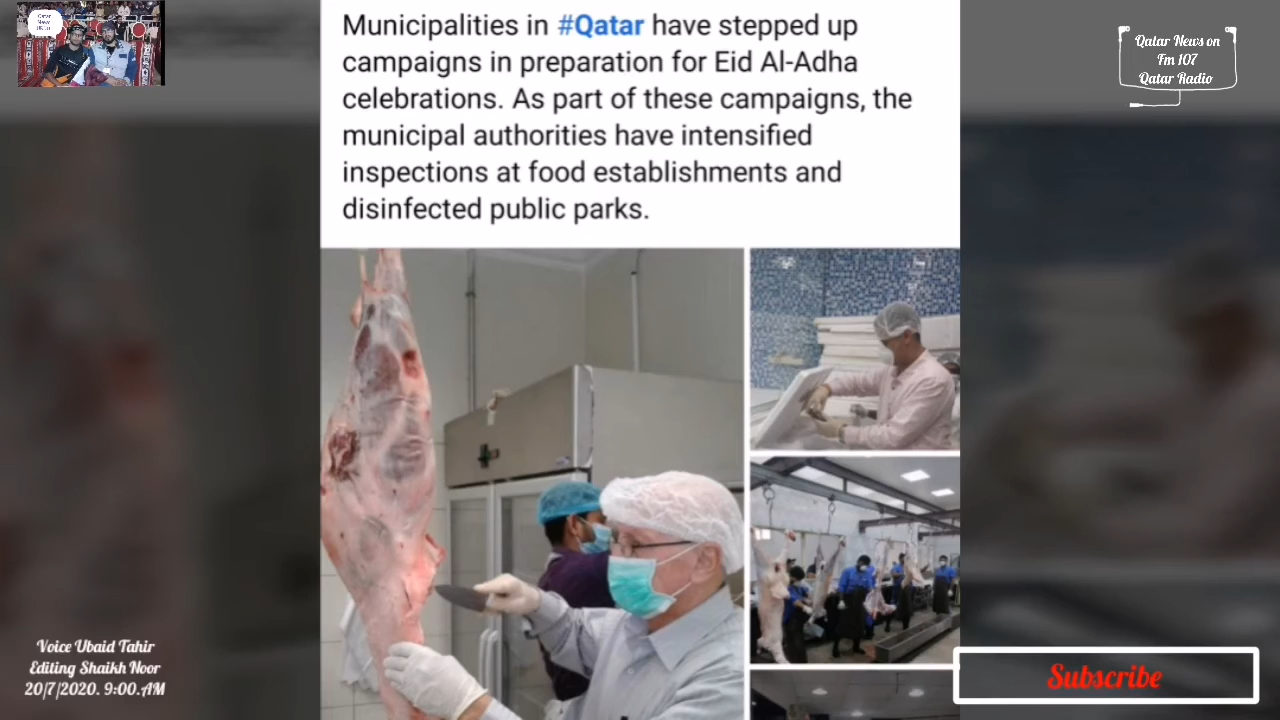 Municipalities in #Qatar have stepped up
campaigns in preparation for Eid Al-Adha
celebrations. As part of these campaigns, the
municipal authorities have intensified
inspections at food establishments and
disinfected public parks.
Qatar News on
Fm 107
Qatar Radio
Qatar
News
Voice Ubaid Tahir
Editing Shaikh Noor
20/7/2020. 9:00.AM
Subscribe